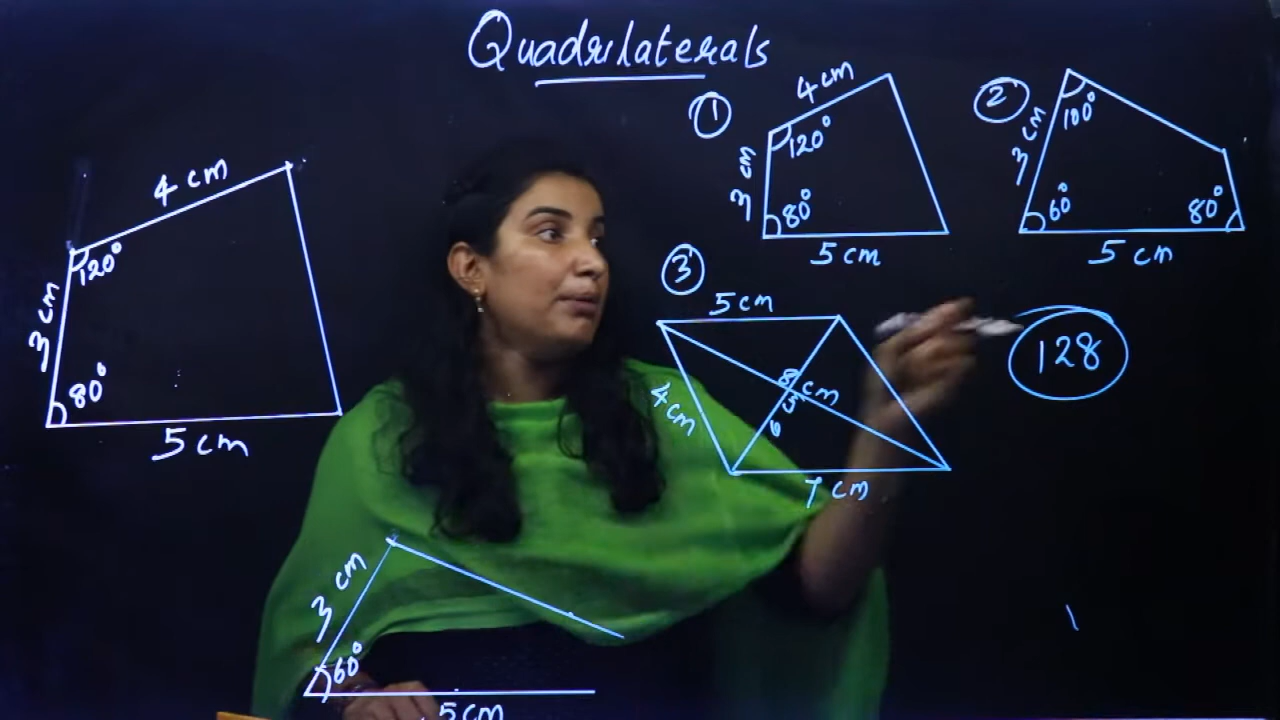 Quadrilaterals
4 cm
120°
3 cm
80°
5 cm
① 4 cm
120°
3 cm
80°
5 cm
② 3 cm
100°
60°
80°
5 cm
③ 5 cm
4 cm
8 cm
6
7 cm
128
3 cm
60°
5 cm